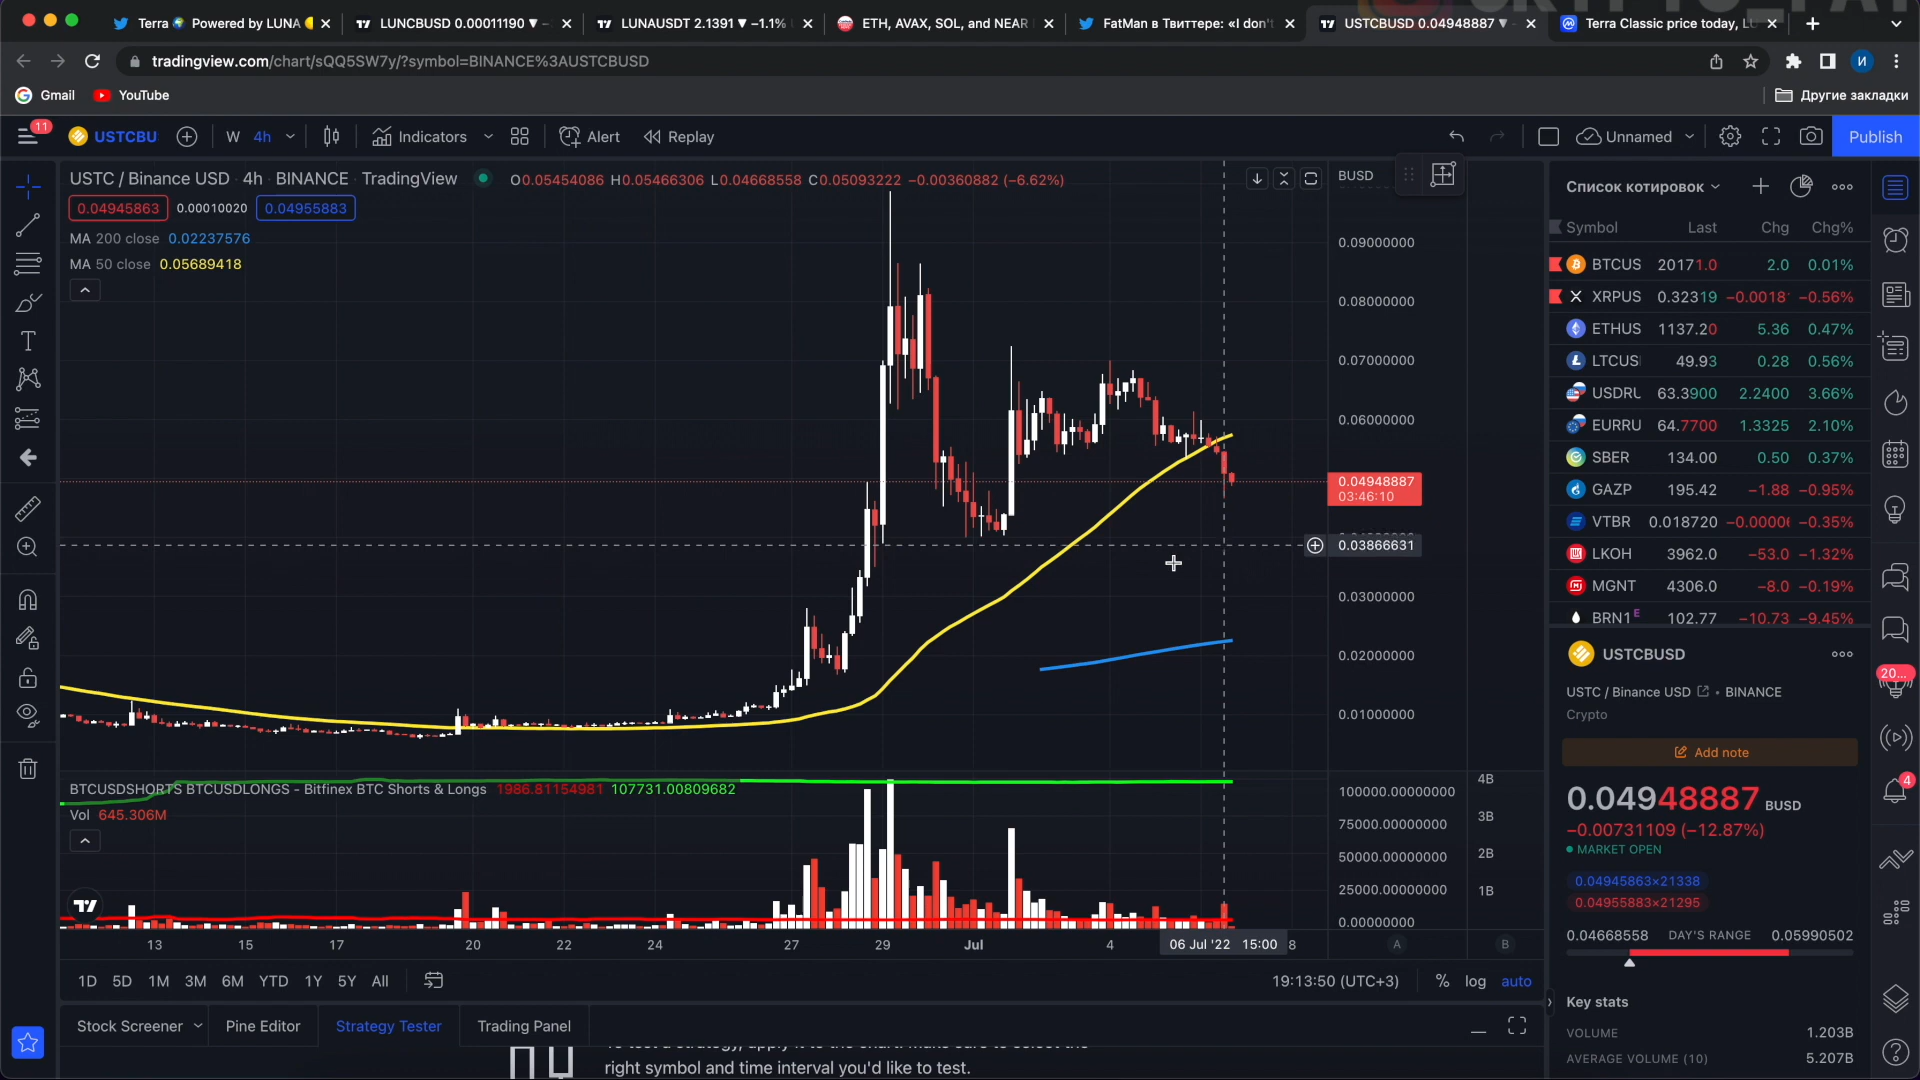 Terra Powered by LUNA
LUNCBUSD 0.00011190 ▼ −
LUNAUSDT 2.1391 ▼ −1.1%
ETH, AVAX, SOL, and NEAR
FatMan в Твиттере: «I don't
USTCBUSD 0.04948887 ▼
Terra Classic price today, L
tradingview.com/chart/sQQ5SW7y/?symbol=BINANCE%3AUSTCBUSD
И
Gmail YouTube Другие закладки
11 USTCBU W 4h Indicators Alert Replay Unnamed Publish
USTC / Binance USD · 4h · BINANCE · TradingView O0.05454086 H0.05466306 L0.04668558 C0.05093222 −0.00360882 (−6.62%)
0.04945863 0.00010020 0.04955883
MA 200 close 0.02237576
MA 50 close 0.05689418
BUSD
0.09000000
0.08000000
0.07000000
0.06000000
0.04948887
03:46:10
0.03866631
0.03000000
0.02000000
0.01000000
BTCUSDSHORTS BTCUSDLONGS - Bitfinex BTC Shorts & Longs 1986.81154981 107731.00809682
Vol 645.306M
100000.00000000 4B
75000.00000000 3B
50000.00000000 2B
25000.00000000 1B
0.00000000
13 15 17 20 22 24 27 29 Jul 4 06 Jul '22 15:00 8 A B
1D 5D 1M 3M 6M YTD 1Y 5Y All 19:13:50 (UTC+3) % log auto
Stock Screener Pine Editor Strategy Tester Trading Panel
right symbol and time interval you'd like to test.
Список котировок
Symbol Last Chg Chg%
BTCUS 20171.0 2.0 0.01%
XRPUS 0.32319 −0.0018 −0.56%
ETHUS 1137.20 5.36 0.47%
LTCUS 49.93 0.28 0.56%
USDRU 63.3900 2.2400 3.66%
EURRU 64.7700 1.3325 2.10%
SBER 134.00 0.50 0.37%
GAZP 195.42 −1.88 −0.95%
VTBR 0.018720 −0.0000 −0.35%
LKOH 3962.0 −53.0 −1.32%
MGNT 4306.0 −8.0 −0.19%
BRN1 E 102.77 −10.73 −9.45%
USTCBUSD
USTC / Binance USD • BINANCE
Crypto
Add note
0.04948887 BUSD
−0.00731109 (−12.87%)
MARKET OPEN
0.04945863×21338
0.04955883×21295
0.04668558 DAY'S RANGE 0.05990502
Key stats
VOLUME 1.203B
AVERAGE VOLUME (10) 5.207B
20...
4